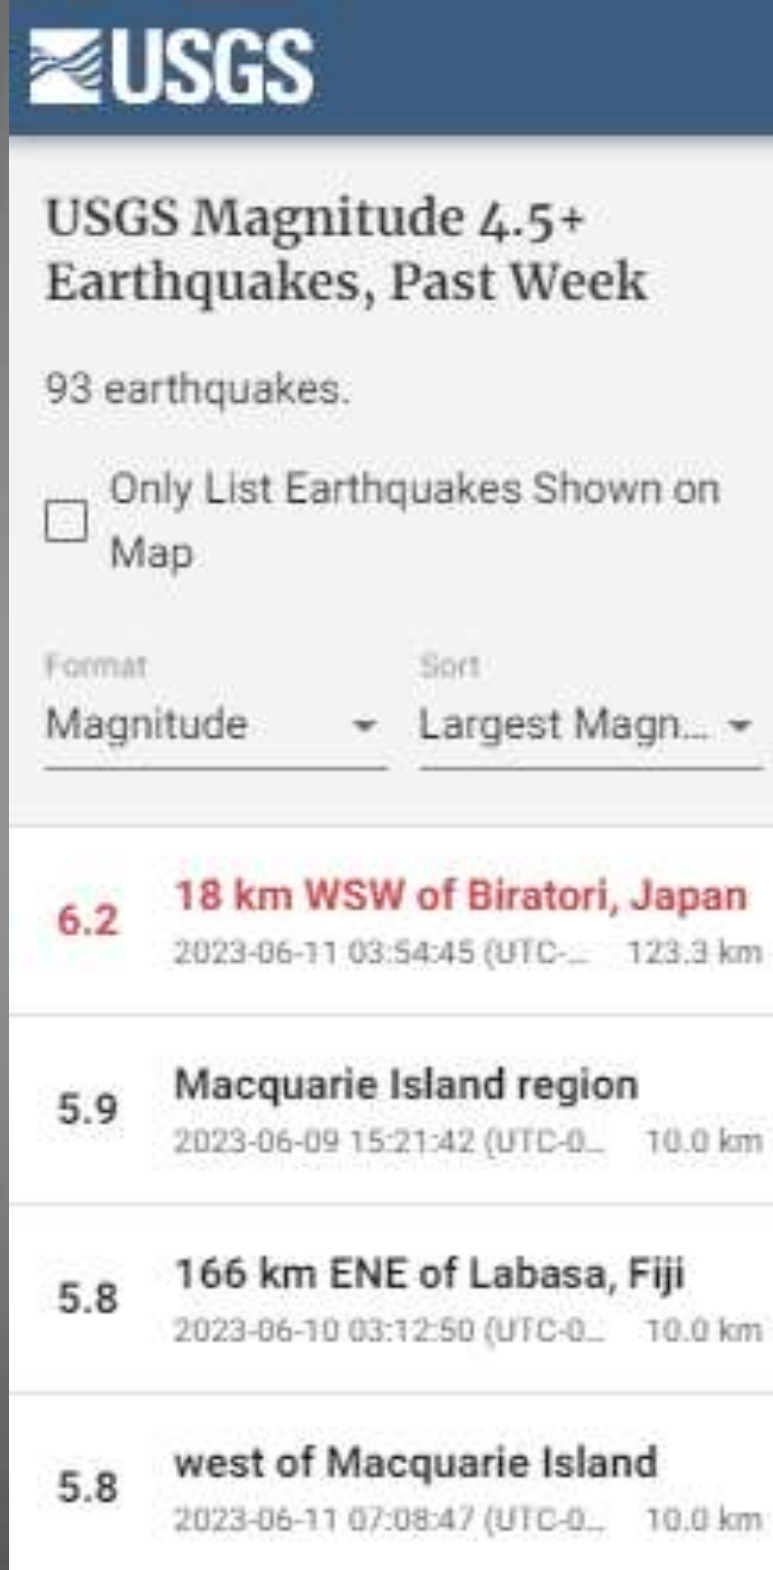 USGS
USGS Magnitude 4.5+
Earthquakes, Past Week
93 earthquakes.
Only List Earthquakes Shown on
Map
Format Sort
Magnitude Largest Magn...
6.2 18 km WSW of Biratori, Japan
2023-06-11 03:54:45 (UTC-... 123.3 km
5.9 Macquarie Island region
2023-06-09 15:21:42 (UTC-0... 10.0 km
5.8 166 km ENE of Labasa, Fiji
2023-06-10 03:12:50 (UTC-0... 10.0 km
5.8 west of Macquarie Island
2023-06-11 07:08:47 (UTC-0... 10.0 km